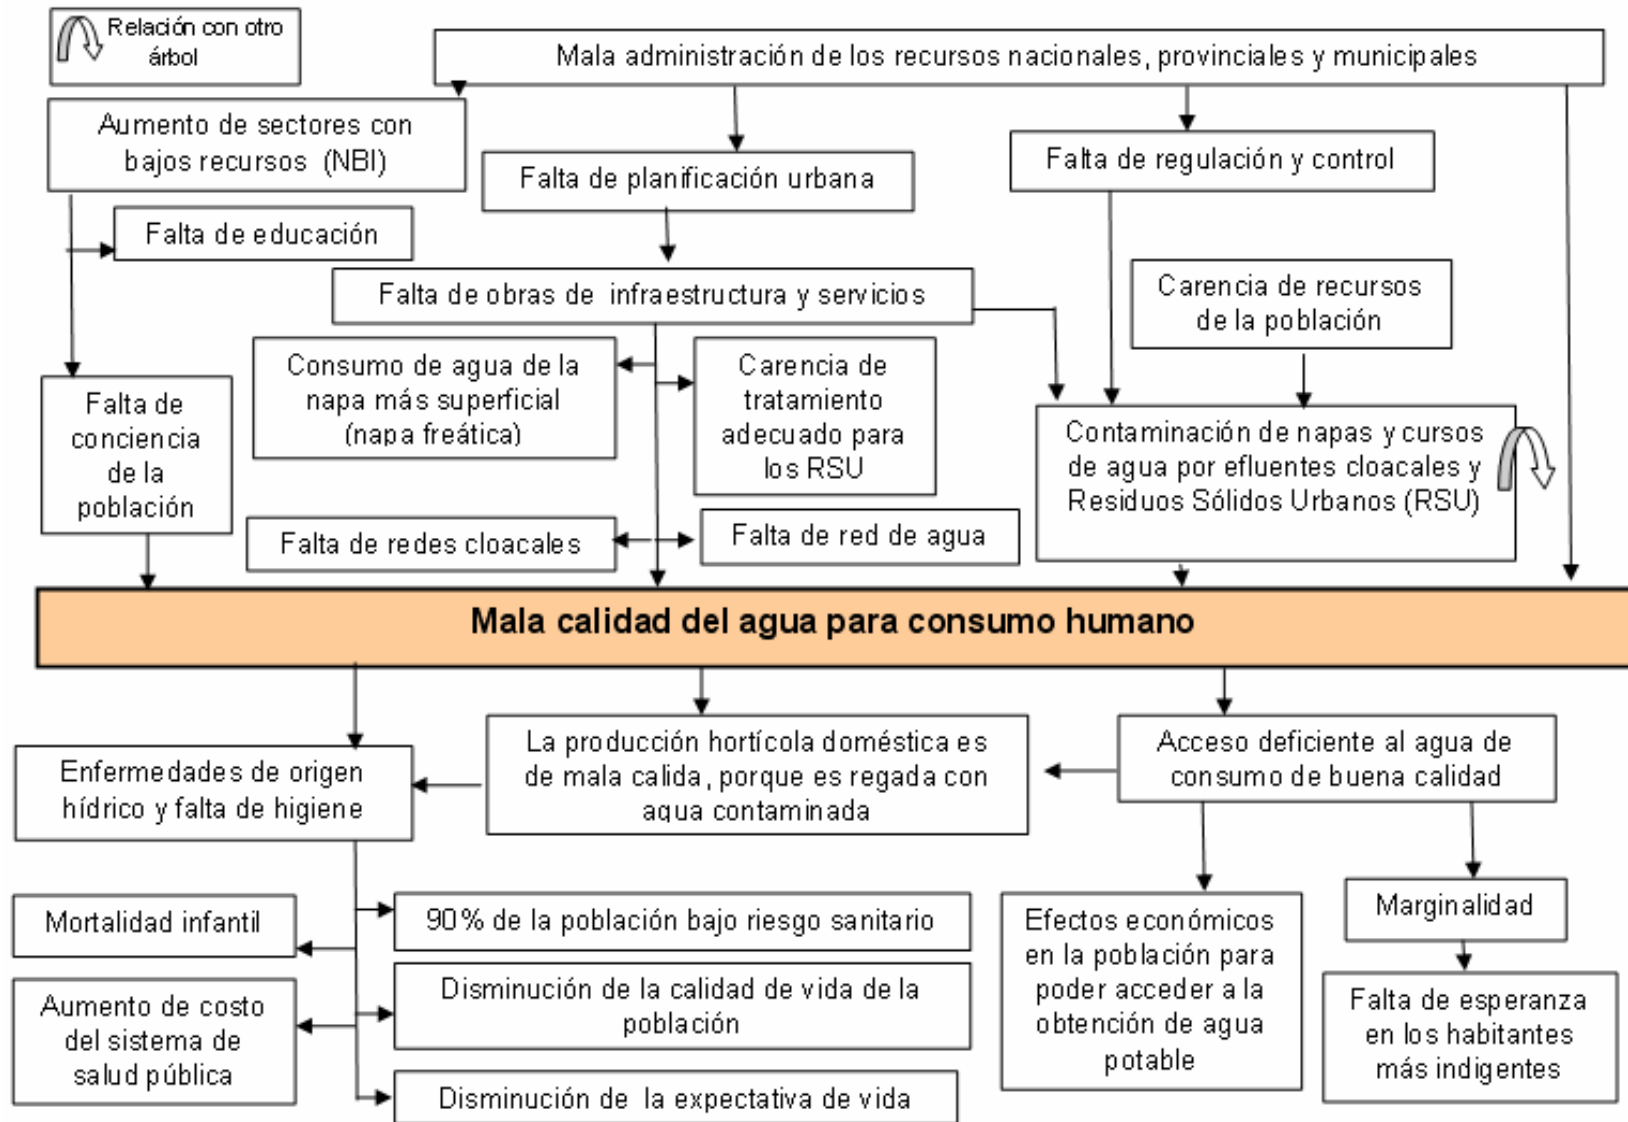 Relación con otro
árbol
Mala administración de los recursos nacionales, provinciales y municipales
Aumento de sectores con
bajos recursos (NBI)
Falta de planificación urbana
Falta de regulación y control
Falta de educación
Falta de obras de infraestructura y servicios
Carencia de recursos
de la población
Consumo de agua de la
napa más superficial
(napa freática)
Carencia de
tratamiento
adecuado para
los RSU
Falta de
conciencia
de la
población
Contaminación de napas y cursos
de agua por efluentes cloacales y
Residuos Sólidos Urbanos (RSU)
Falta de redes cloacales
Falta de red de agua
Mala calidad del agua para consumo humano
Enfermedades de origen
hídrico y falta de higiene
La producción hortícola doméstica es
de mala calida, porque es regada con
agua contaminada
Acceso deficiente al agua de
consumo de buena calidad
Mortalidad infantil
90% de la población bajo riesgo sanitario
Efectos económicos
en la población para
poder acceder a la
obtención de agua
potable
Marginalidad
Aumento de costo
del sistema de
salud pública
Disminución de la calidad de vida de la
población
Falta de esperanza
en los habitantes
más indigentes
Disminución de la expectativa de vida